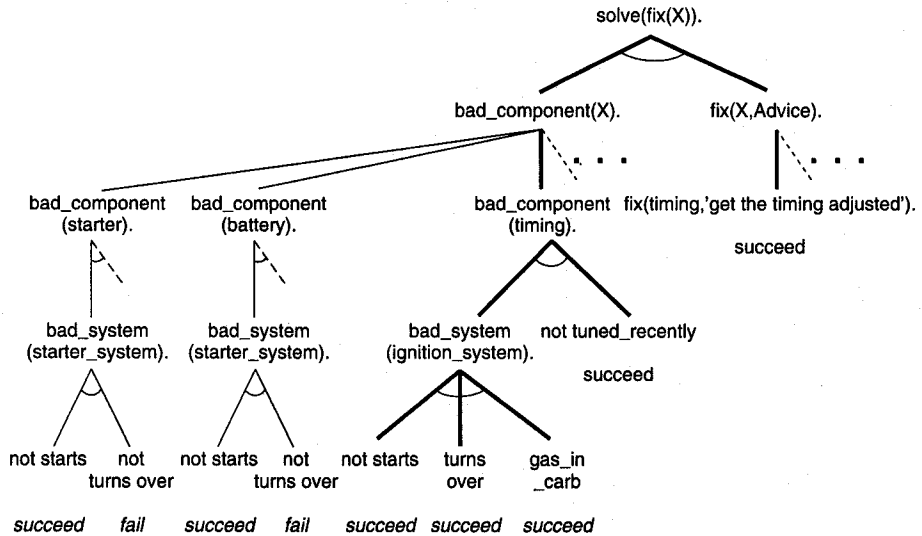 solve(fix(X)).
bad_component(X). fix(X,Advice).
bad_component bad_component bad_component fix(timing,'get the timing adjusted').
(starter). (battery). (timing).
succeed
bad_system bad_system bad_system not tuned_recently
(starter_system). (starter_system). (ignition_system).
succeed
not starts not not starts not not starts turns gas_in
turns over turns over over _carb
succeed fail succeed fail succeed succeed succeed